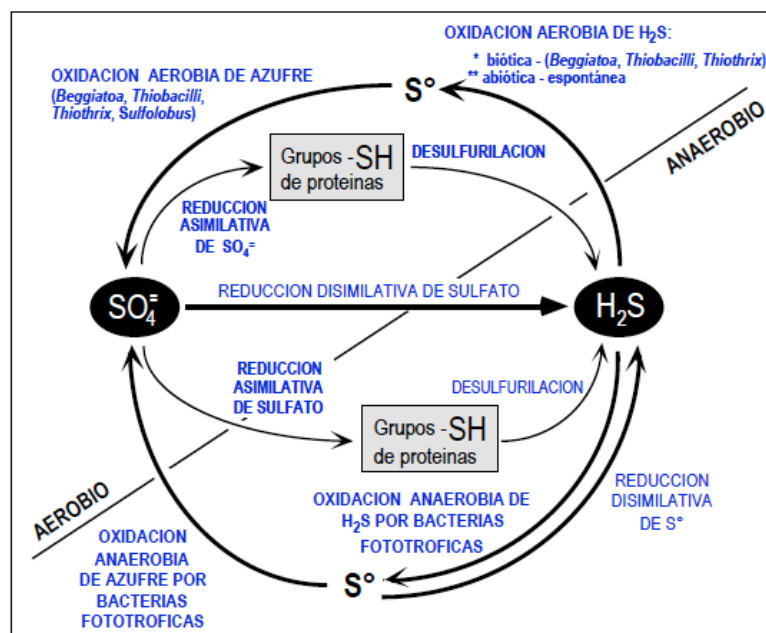 OXIDACION AEROBIA DE H₂S:
* biótica - (Beggiatoa, Thiobacilli, Thiothrix)
** abiótica - espontánea
OXIDACION AEROBIA DE AZUFRE
(Beggiatoa, Thiobacilli,
Thiothrix, Sulfolobus)
S°
ANAEROBIO
Grupos -SH
de proteinas
DESULFURILACION
REDUCCION
ASIMILATIVA
DE SO₄⁼
SO₄⁼
REDUCCION DISIMILATIVA DE SULFATO
H₂S
REDUCCION
ASIMILATIVA
DE SULFATO
DESULFURILACION
Grupos -SH
de proteinas
AEROBIO
OXIDACION
ANAEROBIA
DE AZUFRE POR
BACTERIAS
FOTOTROFICAS
OXIDACION ANAEROBIA DE
H₂S POR BACTERIAS
FOTOTROFICAS
REDUCCION
DISIMILATIVA
DE S°
S°